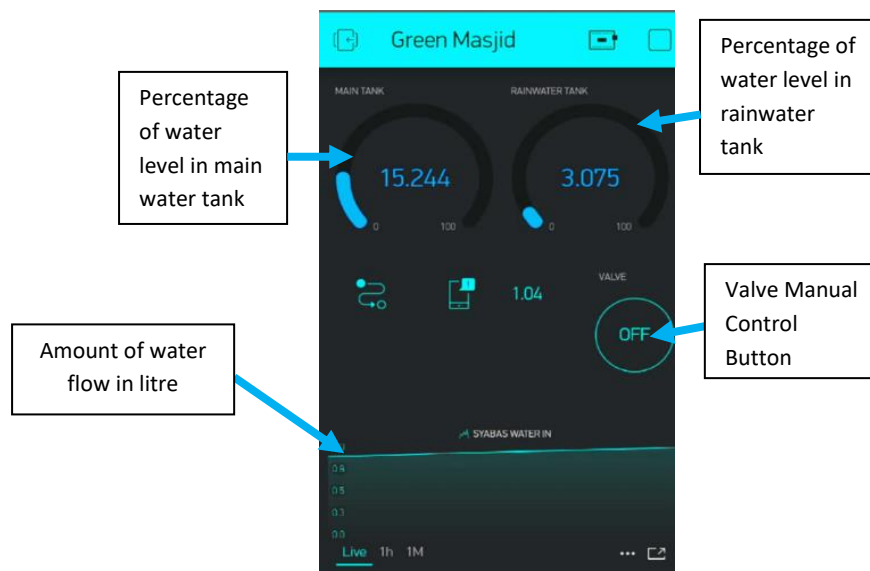 Green Masjid
Percentage
of water
level in main
water tank
Percentage of
water level in
rainwater
tank
MAIN TANK
RAINWATER TANK
15.244
3.075
0
100
0
100
1.04
VALVE
OFF
Valve Manual
Control
Button
Amount of water
flow in litre
SYABAS WATER IN
0.8
0.5
0.3
0.0
Live 1h 1M